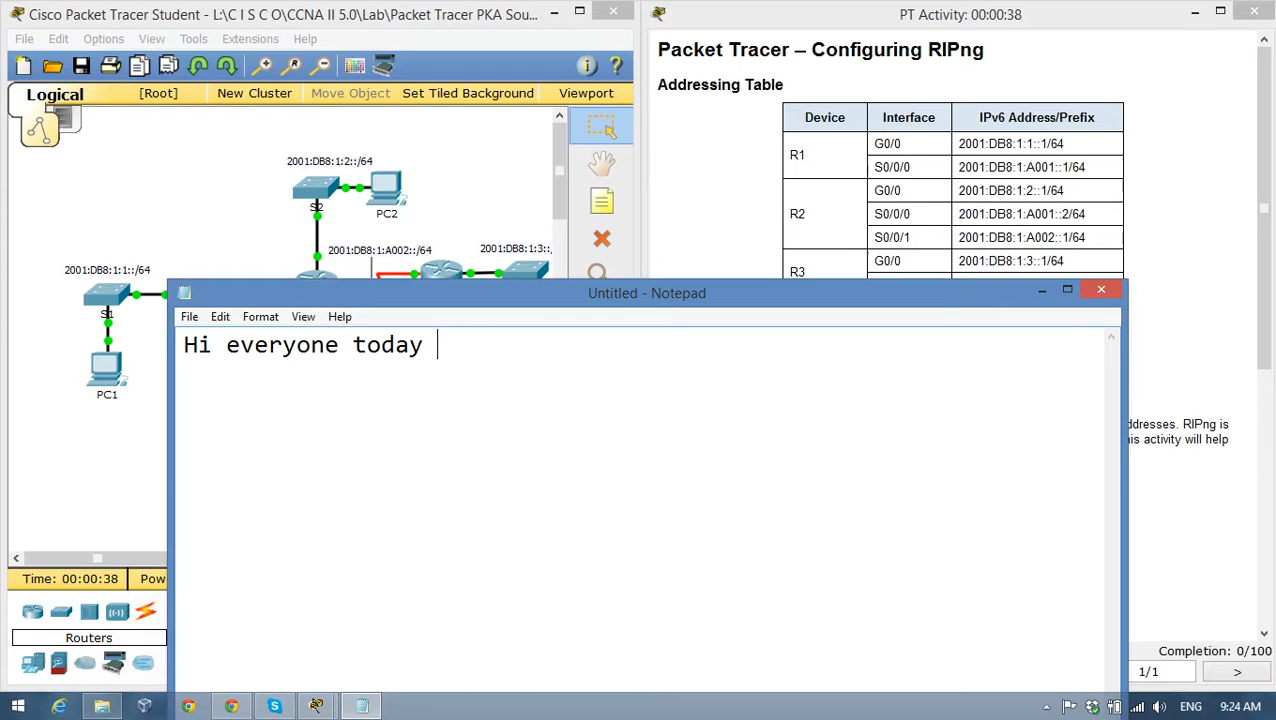 Cisco Packet Tracer Student - L:\C I S C O\CCNA II 5.0\Lab\Packet Tracer PKA Sou...
File Edit Options View Tools Extensions Help
Logical [Root] New Cluster Move Object Set Tiled Background Viewport
2001:DB8:1:2::/64
S2
PC2
2001:DB8:1:A002::/64
2001:DB8:1:3::,
2001:DB8:1:1::/64
S1
PC1
Time: 00:00:38 Pow
Routers
PT Activity: 00:00:38
Packet Tracer – Configuring RIPng
Addressing Table
Device Interface IPv6 Address/Prefix
R1 G0/0 2001:DB8:1:1::1/64
S0/0/0 2001:DB8:1:A001::1/64
R2 G0/0 2001:DB8:1:2::1/64
S0/0/0 2001:DB8:1:A001::2/64
S0/0/1 2001:DB8:1:A002::1/64
R3 G0/0 2001:DB8:1:3::1/64
ddresses. RIPng is
is activity will help
Completion: 0/100
1/1 >
Untitled - Notepad
File Edit Format View Help
Hi everyone today
ENG 9:24 AM